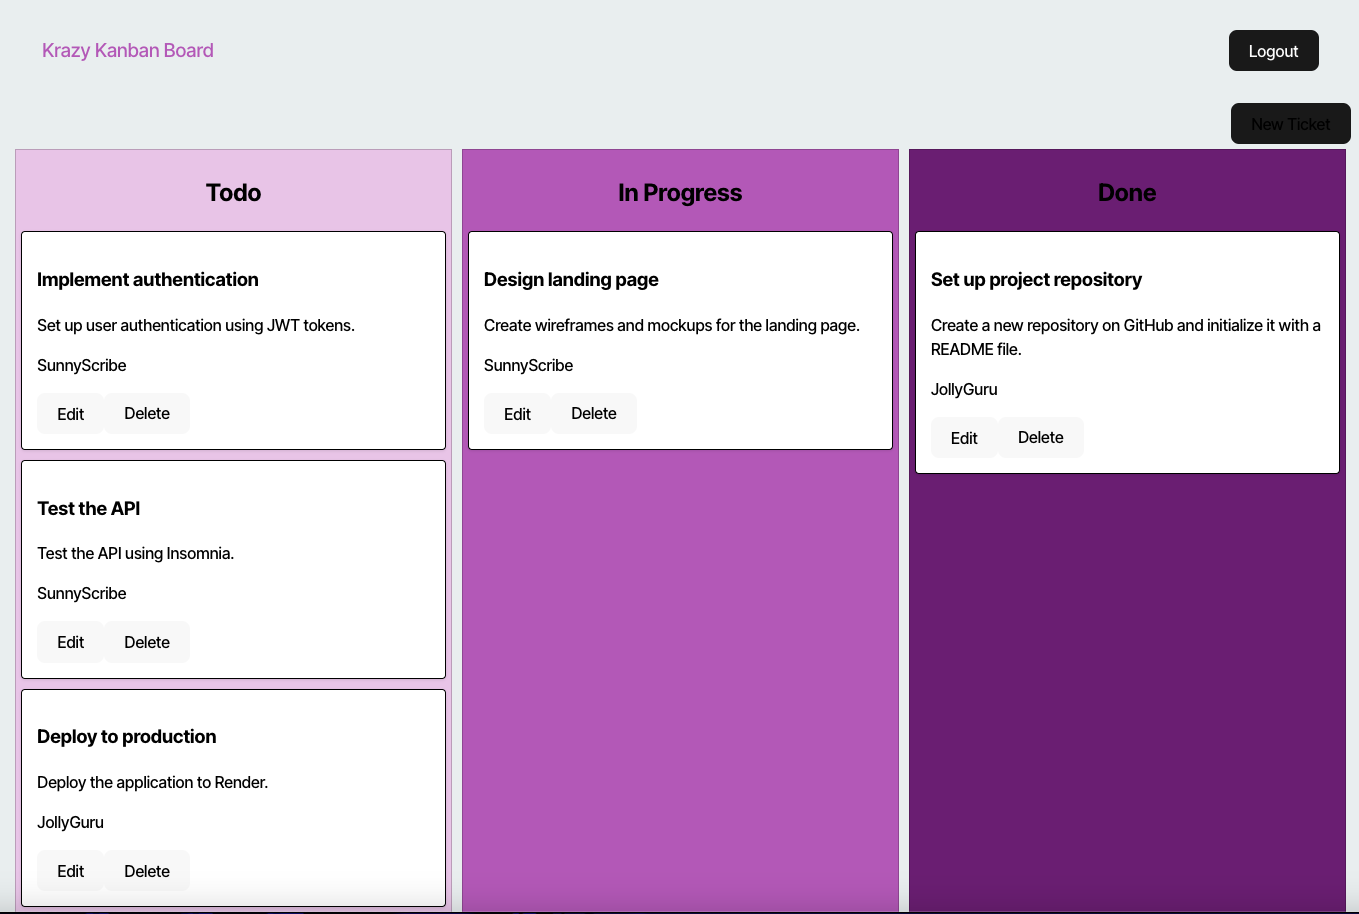 Krazy Kanban Board
Logout
New Ticket
Todo
Implement authentication
Set up user authentication using JWT tokens.
SunnyScribe
Edit
Delete
Test the API
Test the API using Insomnia.
SunnyScribe
Edit
Delete
Deploy to production
Deploy the application to Render.
JollyGuru
Edit
Delete
In Progress
Design landing page
Create wireframes and mockups for the landing page.
SunnyScribe
Edit
Delete
Done
Set up project repository
Create a new repository on GitHub and initialize it with a
README file.
JollyGuru
Edit
Delete